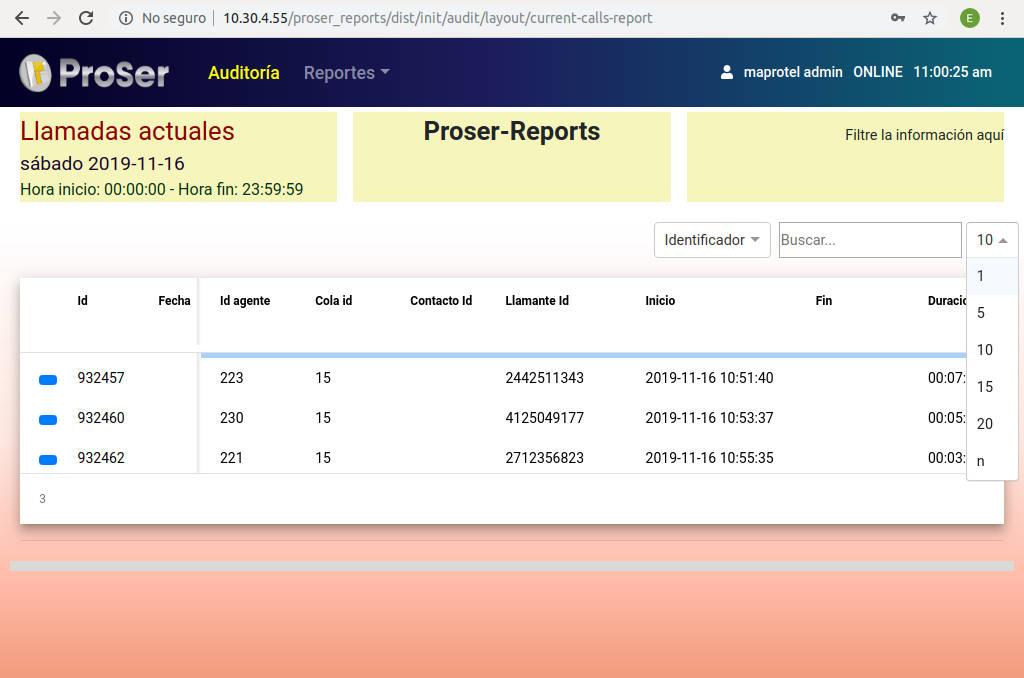 No seguro | 10.30.4.55/proser_reports/dist/init/audit/layout/current-calls-report E
ProSer Auditoría Reportes maprotel admin ONLINE 11:00:25 am
Llamadas actuales
sábado 2019-11-16
Hora inicio: 00:00:00 - Hora fin: 23:59:59
Proser-Reports
Filtre la información aquí
Identificador Buscar... 10
1
5
10
15
20
n
Id Fecha Id agente Cola id Contacto Id Llamante Id Inicio Fin Duració
932457 223 15 2442511343 2019-11-16 10:51:40 00:07:
932460 230 15 4125049177 2019-11-16 10:53:37 00:05:
932462 221 15 2712356823 2019-11-16 10:55:35 00:03:
3